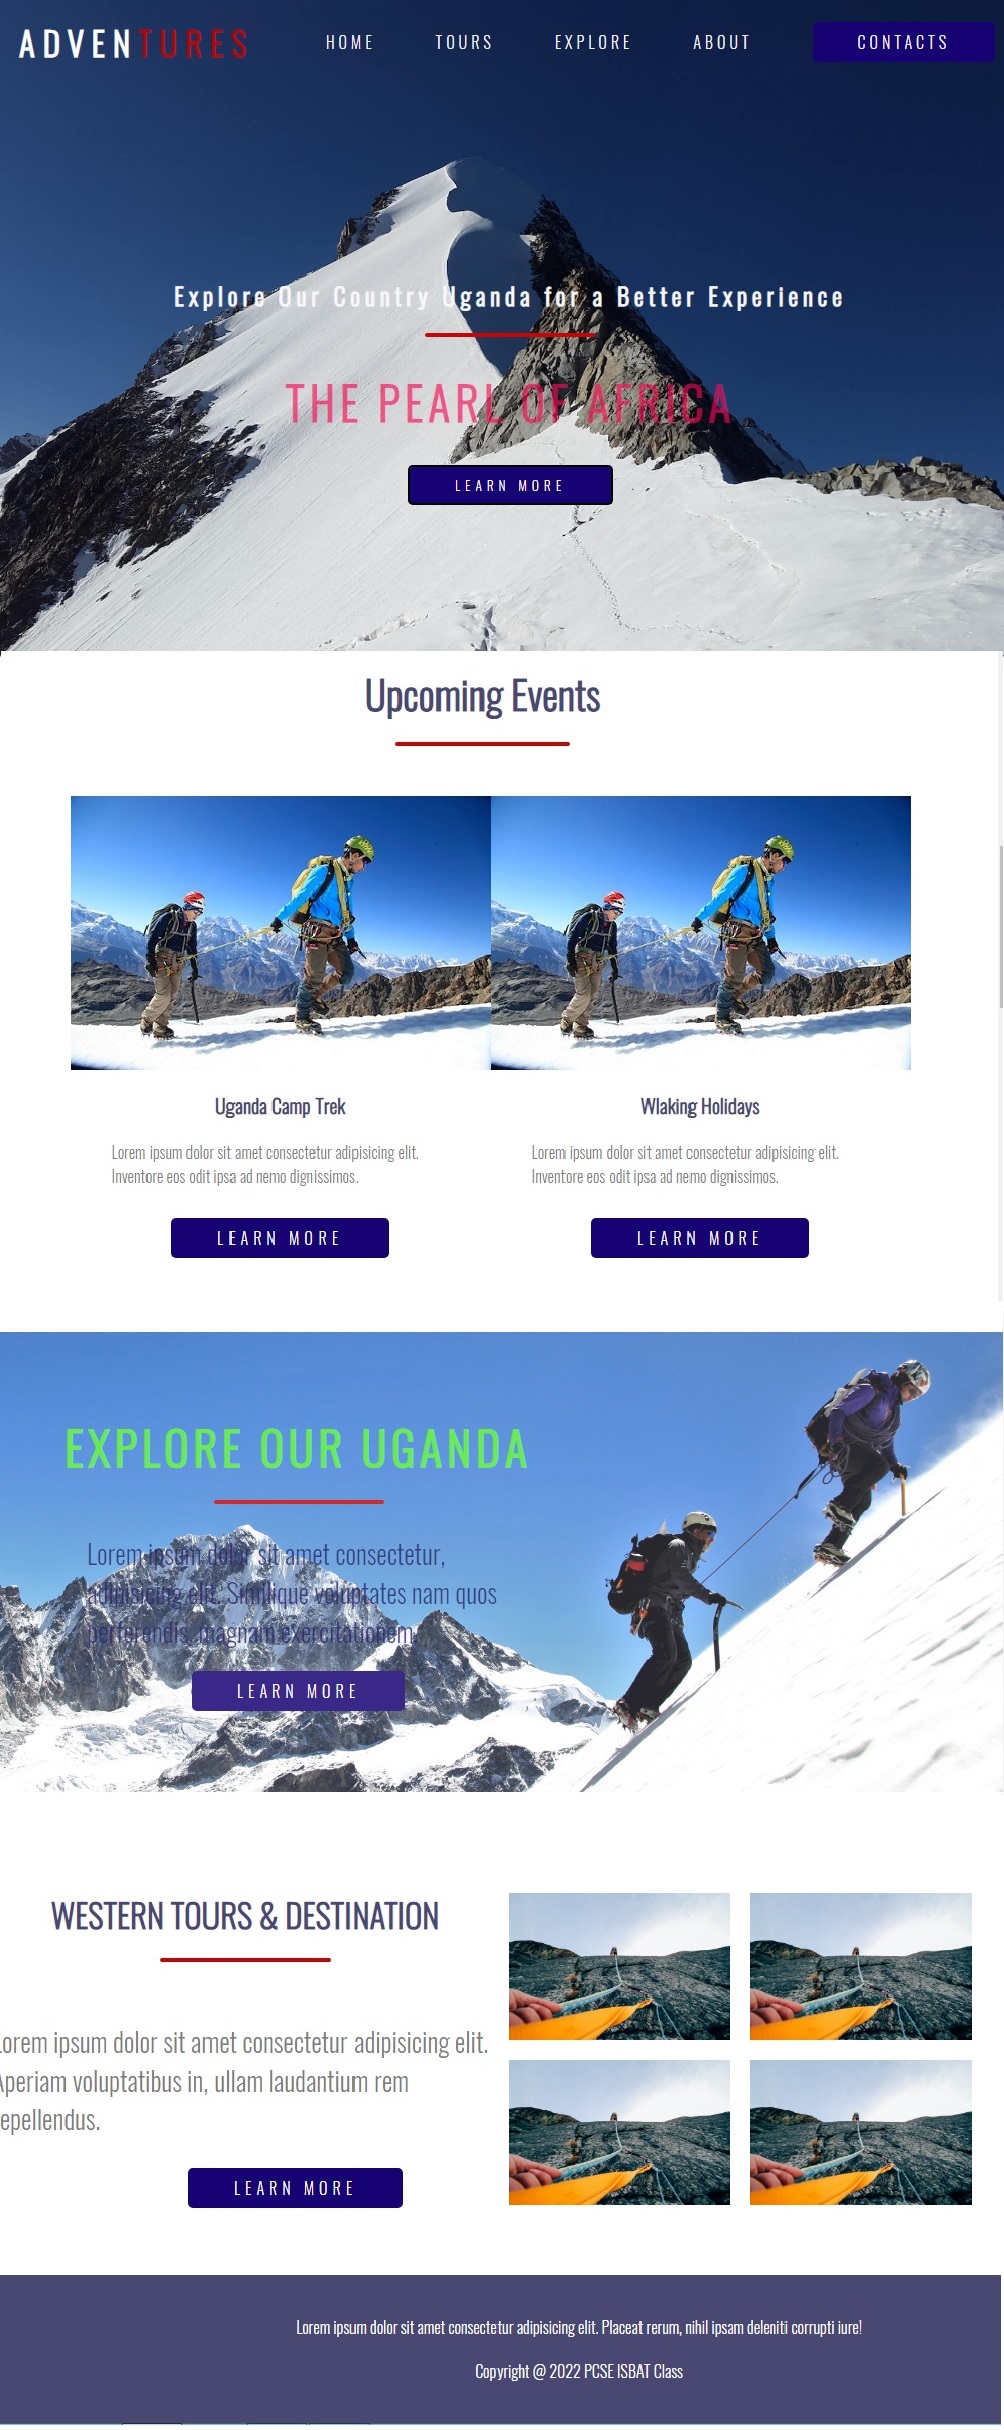 ADVENTURES
HOME TOURS EXPLORE ABOUT CONTACTS
Explore Our Country Uganda for a Better Experience
THE PEARL OF AFRICA
LEARN MORE
Upcoming Events
Uganda Camp Trek
Lorem ipsum dolor sit amet consectetur adipisicing elit.
Inventore eos odit ipsa ad nemo dignissimos.
LEARN MORE
Wlaking Holidays
Lorem ipsum dolor sit amet consectetur adipisicing elit.
Inventore eos odit ipsa ad nemo dignissimos.
LEARN MORE
EXPLORE OUR UGANDA
Lorem ipsum dolor sit amet consectetur,
adipisicing elit. Similique voluptates nam quos
perferendis, magnam exercitationem.
LEARN MORE
WESTERN TOURS & DESTINATION
Lorem ipsum dolor sit amet consectetur adipisicing elit.
Aperiam voluptatibus in, ullam laudantium rem
epellendus.
LEARN MORE
Lorem ipsum dolor sit amet consectetur adipisicing elit. Placeat rerum, nihil ipsam deleniti corrupti iure!
Copyright @ 2022 PCSE ISBAT Class